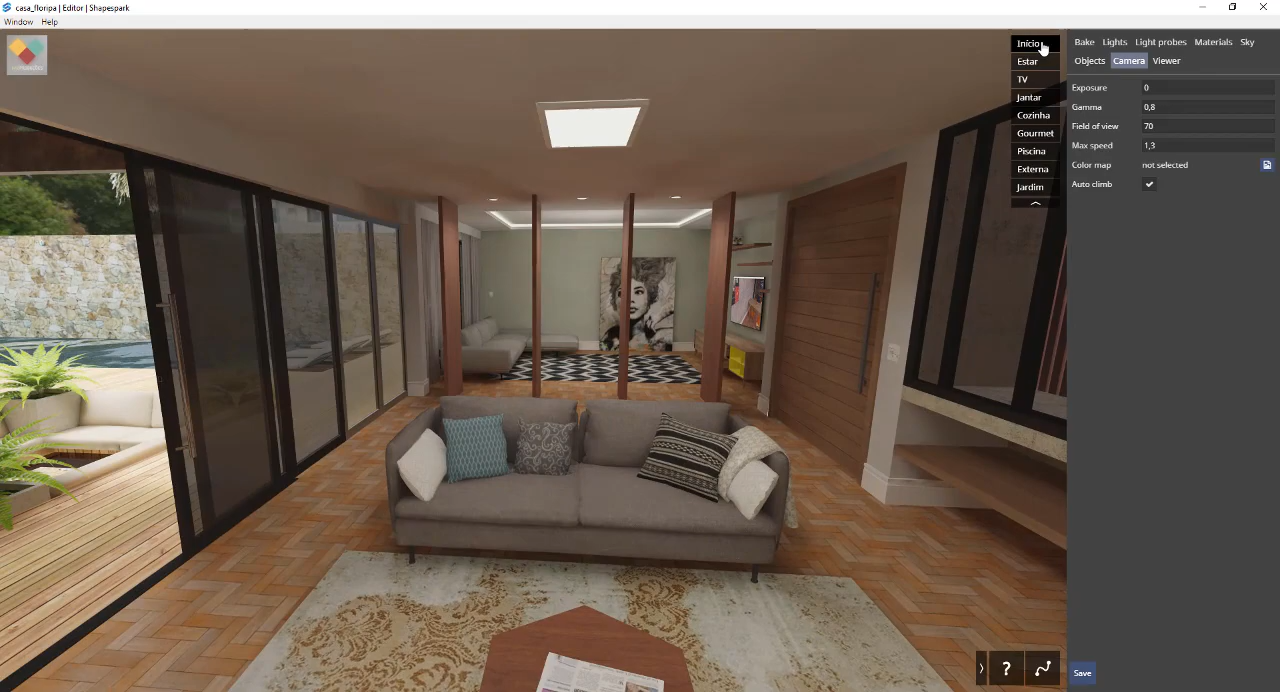 casa_floripa | Editor | Shapespark
Window Help
Início
Estar
TV
Jantar
Cozinha
Gourmet
Piscina
Externa
Jardim
Bake Lights Light probes Materials Sky
Objects Camera Viewer
Exposure 0
Gamma 0,8
Field of view 70
Max speed 1,3
Color map not selected
Auto climb
?
Save